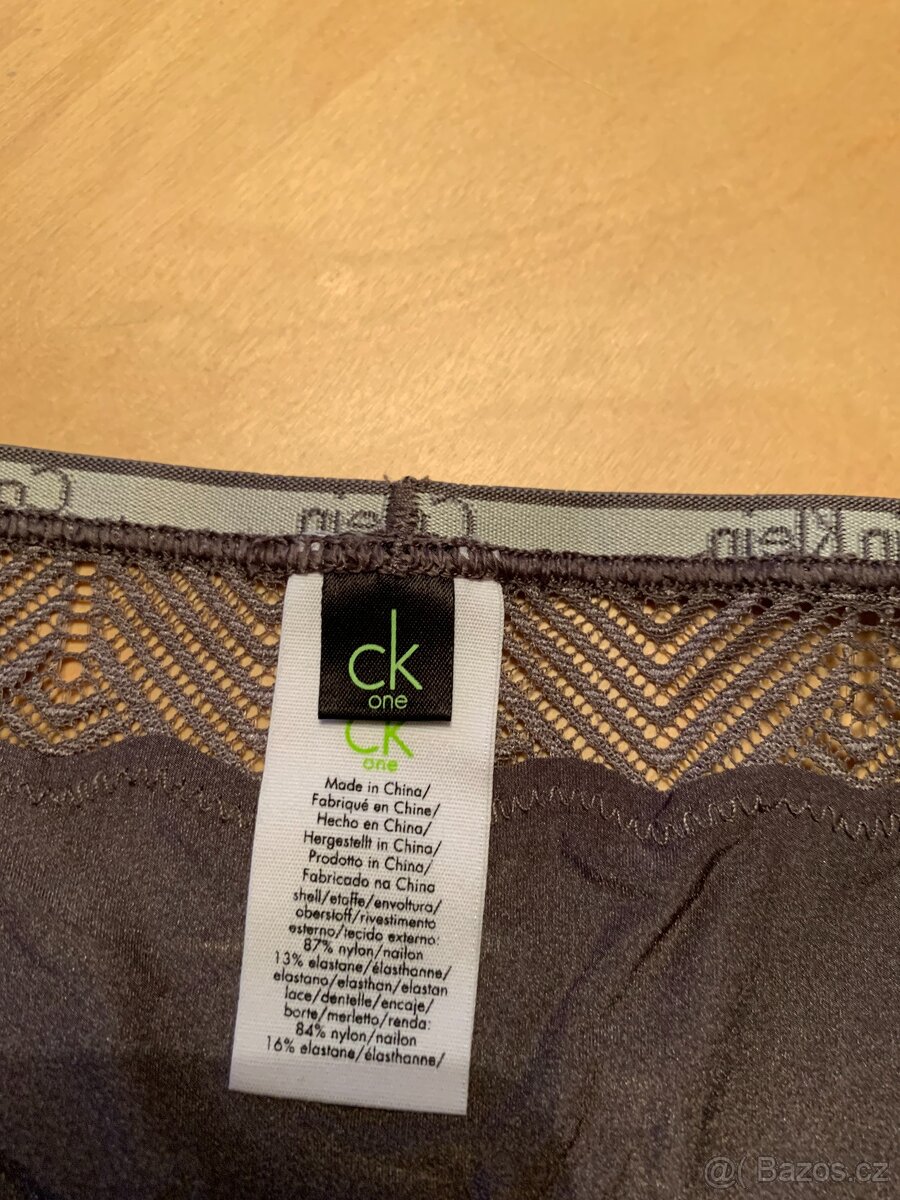 n Klein
ck
one
CK
one
Made in China/
Fabriqué en Chine/
Hecho en China/
Hergestellt in China/
Prodotto in China/
Fabricado na China
shell/etoffe/envoltura/
oberstoff/rivestimento
esterno/tecido externo:
87% nylon/nailon
13% elastane/élasthanne/
elastano/elasthan/elastan
lace/dentelle/encaje/
borte/merletto/renda:
84% nylon/nailon
16% elastane/élasthanne/
@( Bazos.cz